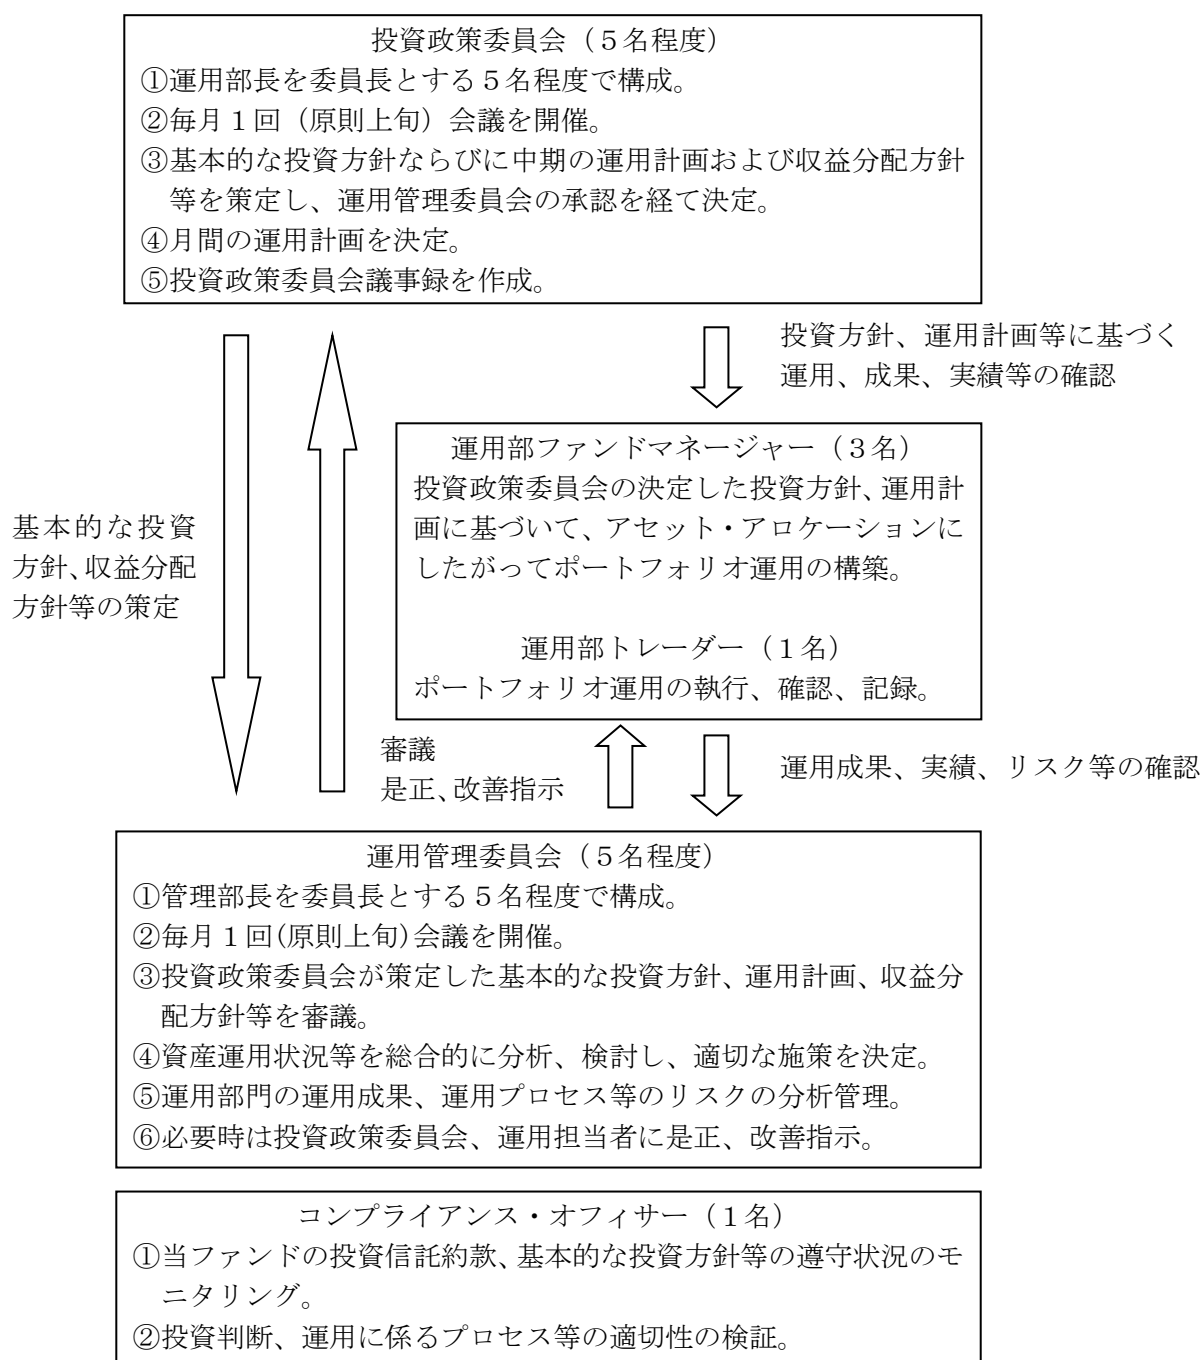 投資政策委員会（５名程度）
①運用部長を委員長とする５名程度で構成。
②毎月１回（原則上旬）会議を開催。
③基本的な投資方針ならびに中期の運用計画および収益分配方針
等を策定し、運用管理委員会の承認を経て決定。
④月間の運用計画を決定。
⑤投資政策委員会議事録を作成。
投資方針、運用計画等に基づく
運用、成果、実績等の確認
運用部ファンドマネージャー（３名）
投資政策委員会の決定した投資方針、運用計
画に基づいて、アセット・アロケーションに
したがってポートフォリオ運用の構築。
運用部トレーダー（１名）
ポートフォリオ運用の執行、確認、記録。
基本的な投資
方針、収益分配
方針等の策定
審議
是正、改善指示
運用成果、実績、リスク等の確認
運用管理委員会（５名程度）
①管理部長を委員長とする５名程度で構成。
②毎月１回(原則上旬)会議を開催。
③投資政策委員会が策定した基本的な投資方針、運用計画、収益分
配方針等を審議。
④資産運用状況等を総合的に分析、検討し、適切な施策を決定。
⑤運用部門の運用成果、運用プロセス等のリスクの分析管理。
⑥必要時は投資政策委員会、運用担当者に是正、改善指示。
コンプライアンス・オフィサー（１名）
①当ファンドの投資信託約款、基本的な投資方針等の遵守状況のモ
ニタリング。
②投資判断、運用に係るプロセス等の適切性の検証。